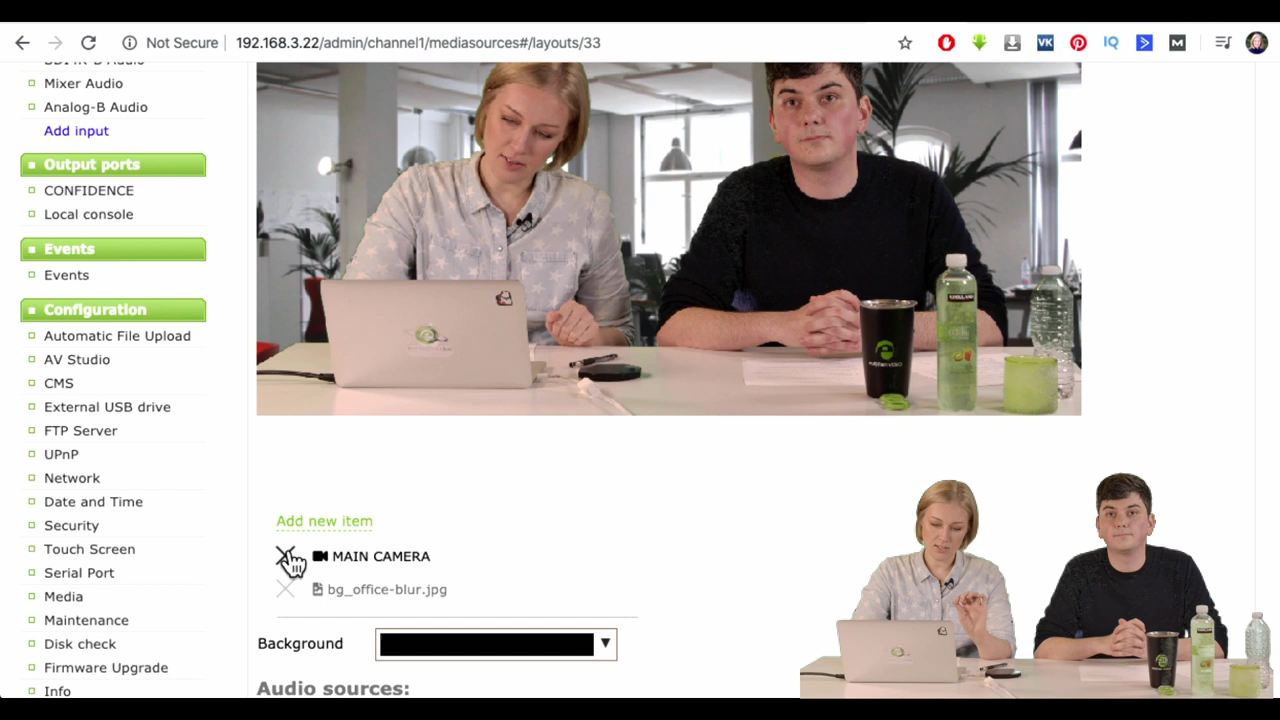 Not Secure 192.168.3.22/admin/channel1/mediasources#/layouts/33
Mixer Audio
Analog-B Audio
Add input
Output ports
CONFIDENCE
Local console
Events
Events
Configuration
Automatic File Upload
AV Studio
CMS
External USB drive
FTP Server
UPnP
Network
Date and Time
Security
Touch Screen
Serial Port
Media
Maintenance
Disk check
Firmware Upgrade
Info
Add new item
MAIN CAMERA
bg_office-blur.jpg
Background
Audio sources: